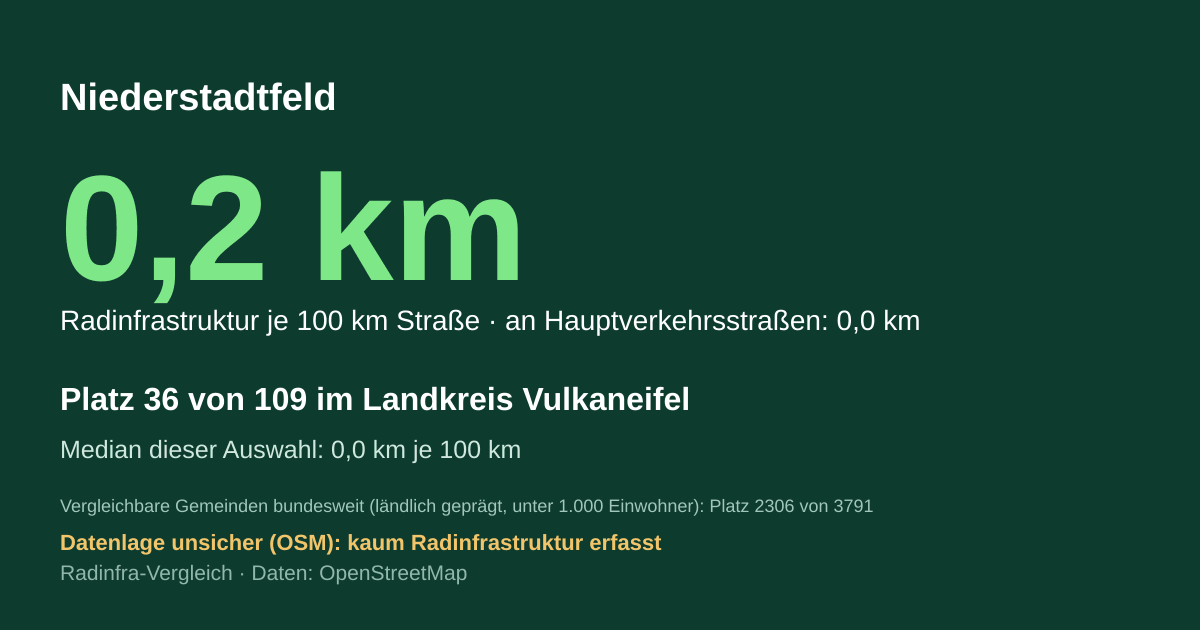 Niederstadtfeld
0,2 km
Radinfrastruktur je 100 km Straße · an Hauptverkehrsstraßen: 0,0 km
Platz 36 von 109 im Landkreis Vulkaneifel
Median dieser Auswahl: 0,0 km je 100 km
Vergleichbare Gemeinden bundesweit (ländlich geprägt, unter 1.000 Einwohner): Platz 2306 von 3791
Datenlage unsicher (OSM): kaum Radinfrastruktur erfasst
Radinfra-Vergleich · Daten: OpenStreetMap